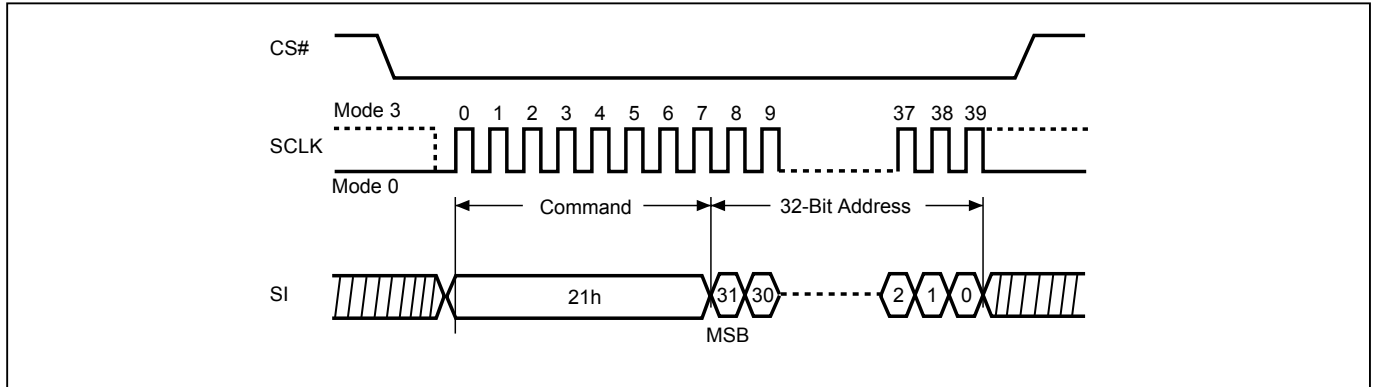 CS#
Mode 3 0 1 2 3 4 5 6 7 8 9 37 38 39
SCLK
Mode 0
Command 32-Bit Address
SI 21h 31 30 2 1 0
MSB